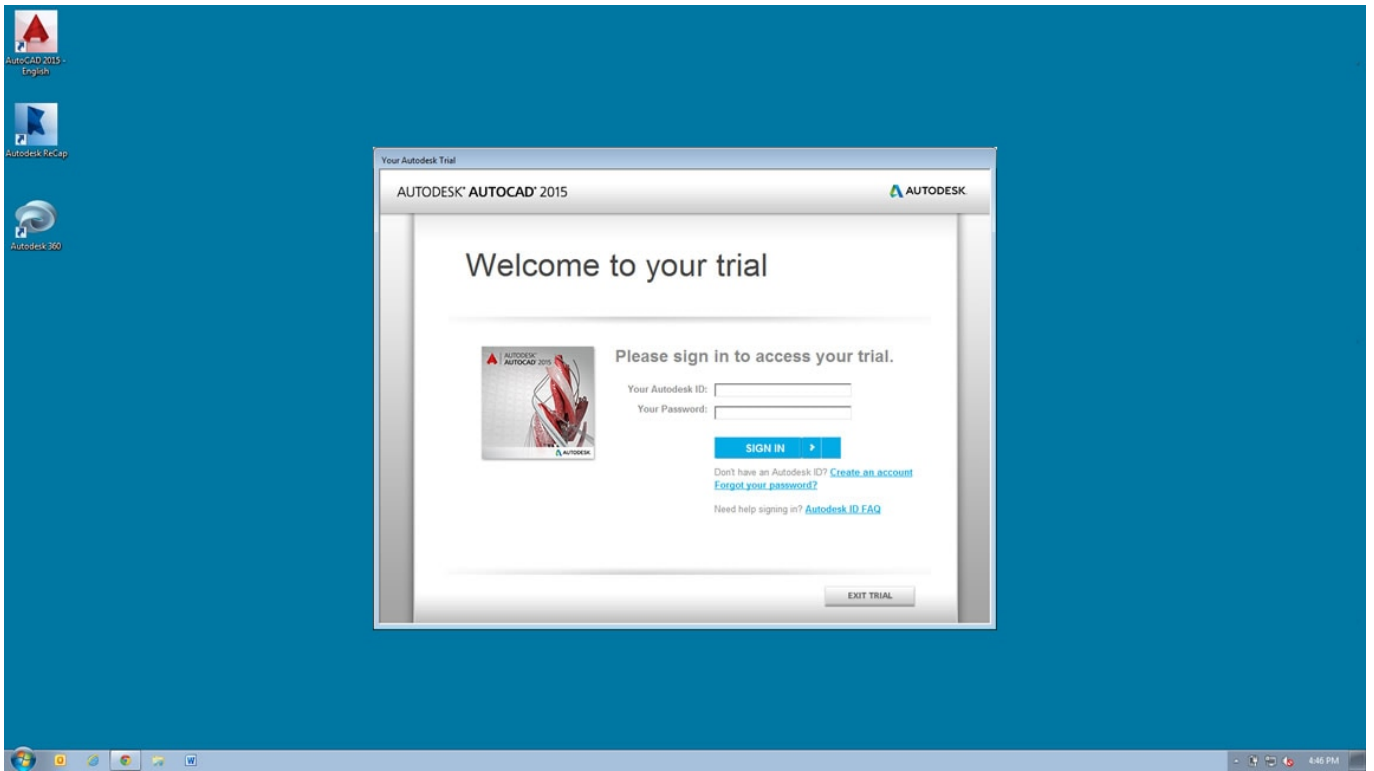 AutoCAD 2015 -
English
Autodesk ReCap
Autodesk 360
Your Autodesk Trial
AUTODESK® AUTOCAD® 2015
AUTODESK
Welcome to your trial
AUTODESK®
AUTOCAD® 2015
AUTODESK
Please sign in to access your trial.
Your Autodesk ID:
Your Password:
SIGN IN
Don't have an Autodesk ID? Create an account
Forgot your password?
Need help signing in? Autodesk ID FAQ
EXIT TRIAL
4:46 PM